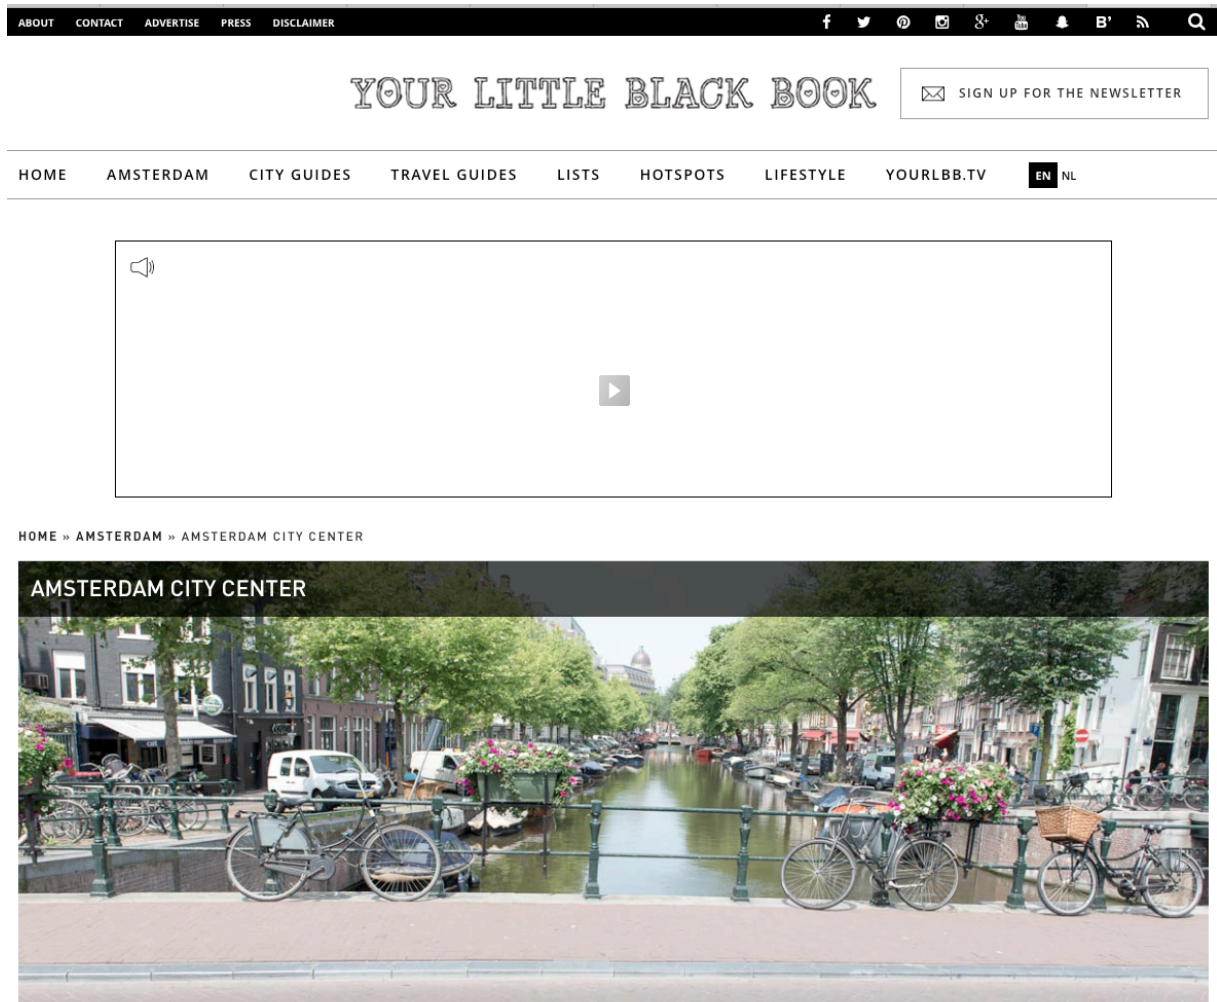 ABOUT CONTACT ADVERTISE PRESS DISCLAIMER
YOUR LITTLE BLACK BOOK
SIGN UP FOR THE NEWSLETTER
HOME AMSTERDAM CITY GUIDES TRAVEL GUIDES LISTS HOTSPOTS LIFESTYLE YOURLBB.TV EN NL
HOME » AMSTERDAM » AMSTERDAM CITY CENTER
AMSTERDAM CITY CENTER